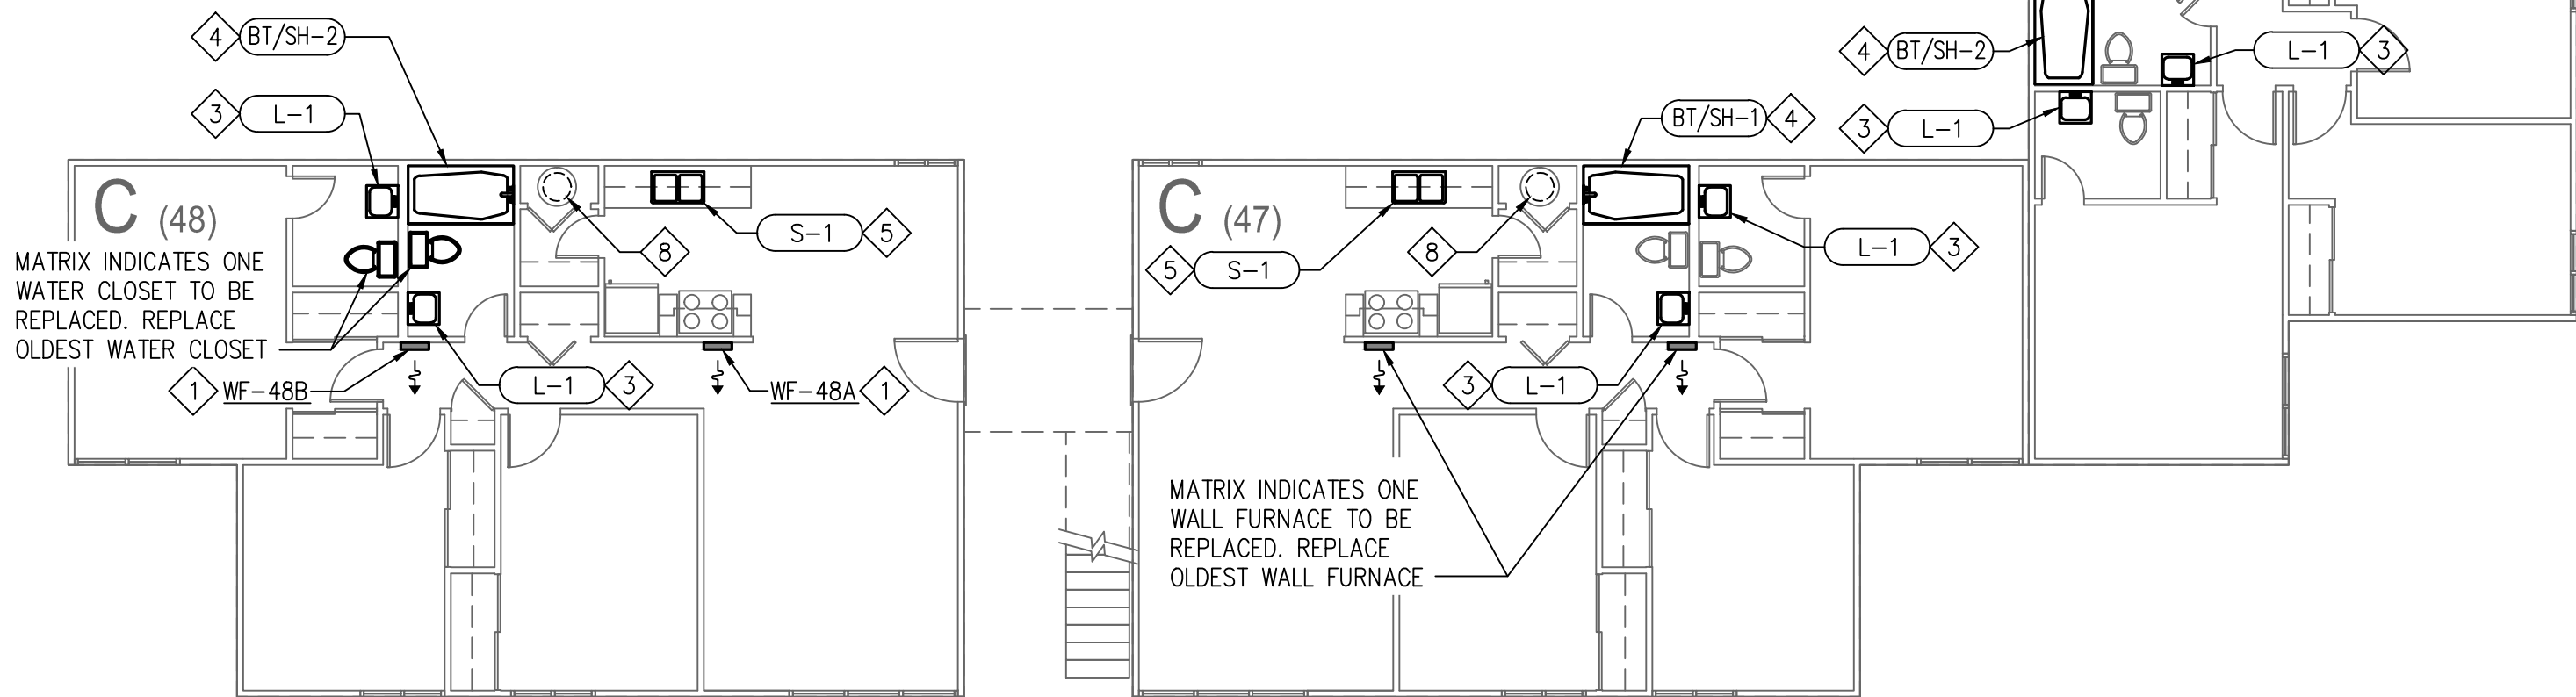 4 BT/SH-2
3 L-1
C (48)
MATRIX INDICATES ONE
WATER CLOSET TO BE
REPLACED. REPLACE
OLDEST WATER CLOSET
S-1 5
8
1 WF-48B
L-1 3
WF-48A 1
4 BT/SH-2
L-1 3
BT/SH-1 4
3 L-1
C (47)
5 S-1
8
L-1 3
3 L-1
MATRIX INDICATES ONE
WALL FURNACE TO BE
REPLACED. REPLACE
OLDEST WALL FURNACE